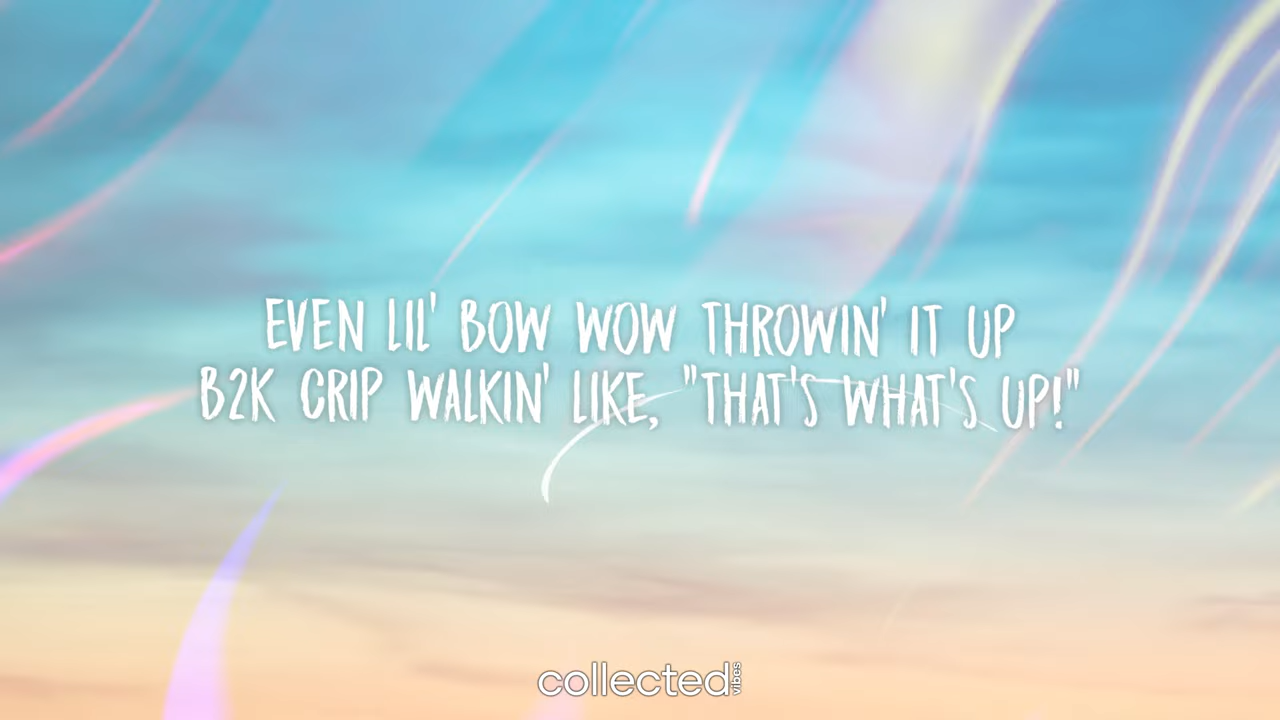 EVEN LIL' BOW WOW THROWIN' IT UP
B2K CRIP WALKIN' LIKE, "THAT'S WHAT'S UP!"
collected vibes